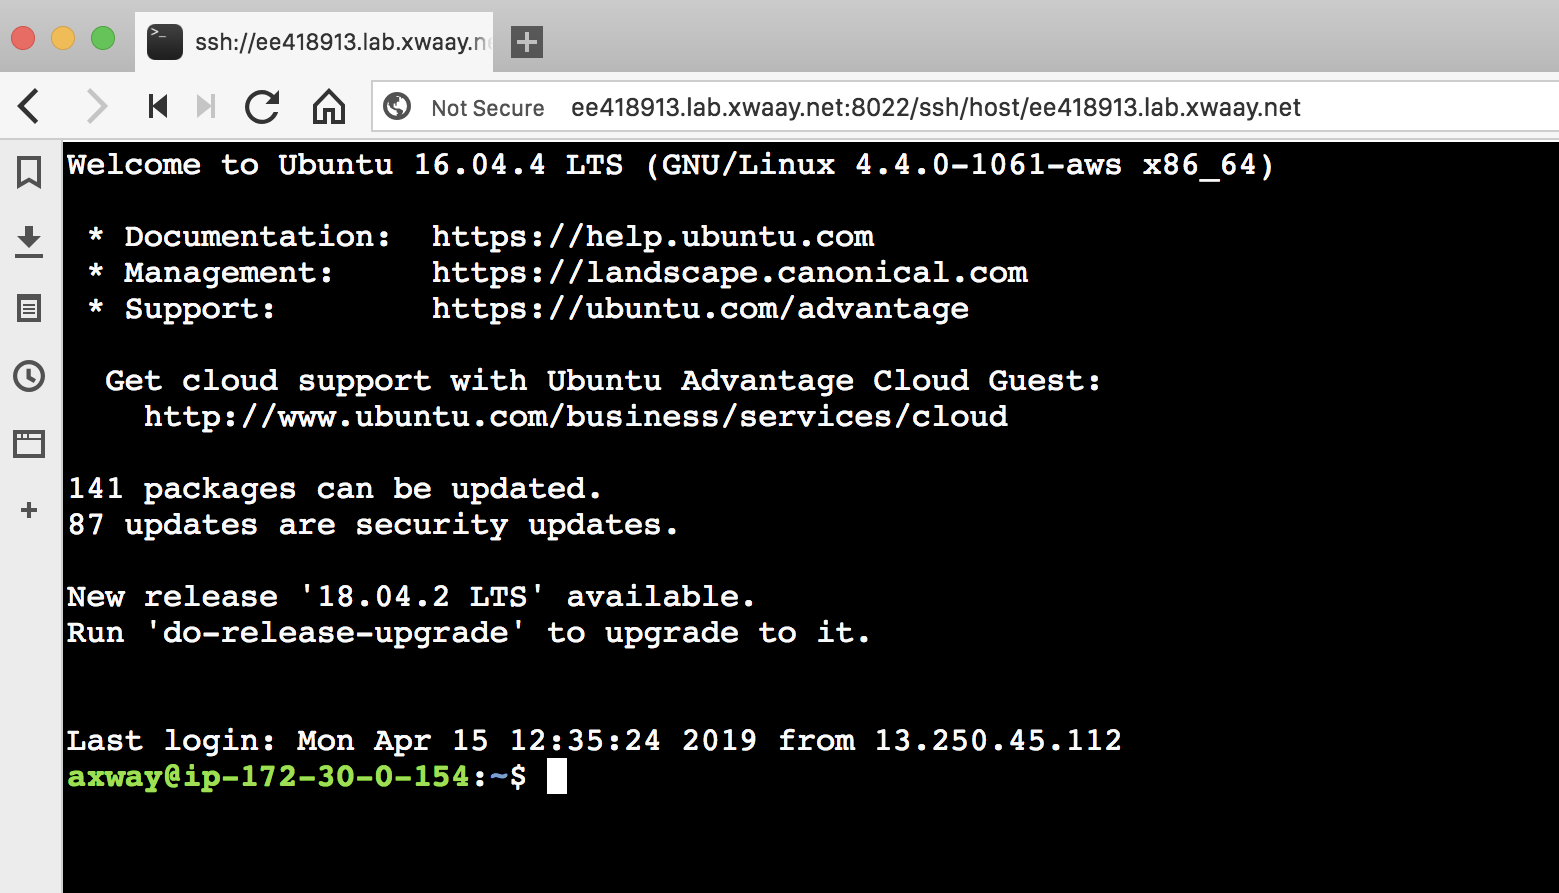 ssh://ee418913.lab.xwaay.n
Not Secure ee418913.lab.xwaay.net:8022/ssh/host/ee418913.lab.xwaay.net
Welcome to Ubuntu 16.04.4 LTS (GNU/Linux 4.4.0-1061-aws x86_64)
* Documentation: https://help.ubuntu.com
* Management: https://landscape.canonical.com
* Support: https://ubuntu.com/advantage
Get cloud support with Ubuntu Advantage Cloud Guest:
http://www.ubuntu.com/business/services/cloud
141 packages can be updated.
87 updates are security updates.
New release '18.04.2 LTS' available.
Run 'do-release-upgrade' to upgrade to it.
Last login: Mon Apr 15 12:35:24 2019 from 13.250.45.112
axway@ip-172-30-0-154:~$